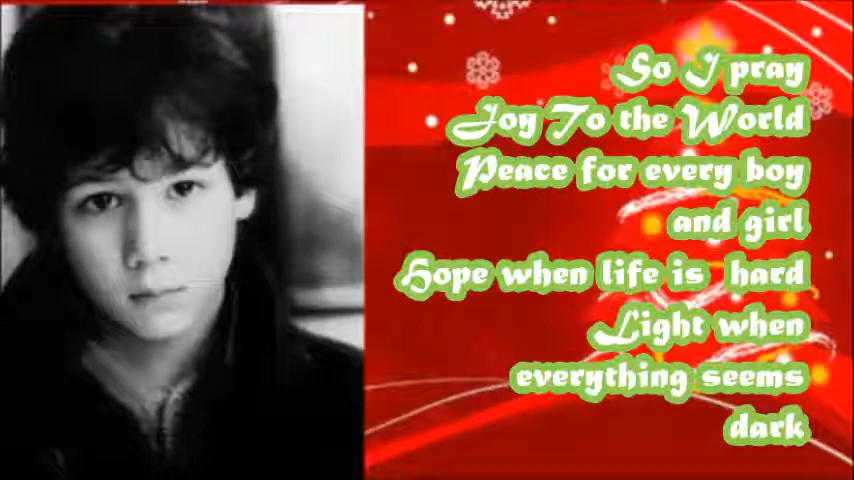 So I pray
Joy To the World
Peace for every boy
and girl
Hope when life is hard
Light when
everything seems
dark